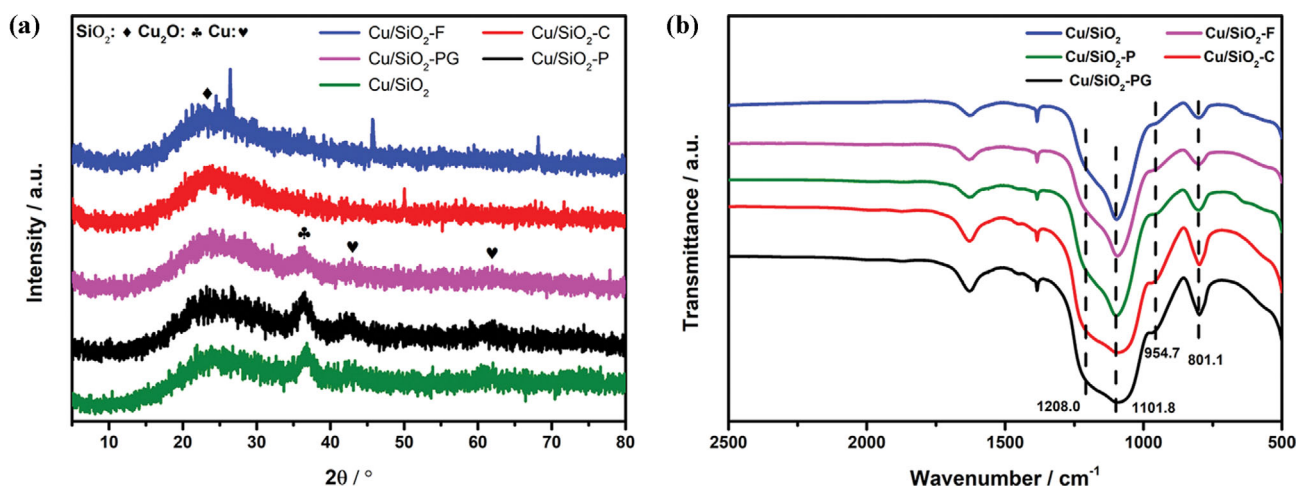 (a)
SiO₂: ♦ Cu₂O: ♣ Cu: ♥
Cu/SiO₂-F
Cu/SiO₂-C
Cu/SiO₂-PG
Cu/SiO₂-P
Cu/SiO₂
♦
♣
♥
♥
Intensity / a.u.
10 20 30 40 50 60 70 80
2θ / °
(b)
Cu/SiO₂
Cu/SiO₂-F
Cu/SiO₂-P
Cu/SiO₂-C
Cu/SiO₂-PG
Transmittance / a.u.
954.7
801.1
1208.0
1101.8
2500 2000 1500 1000 500
Wavenumber / cm⁻¹